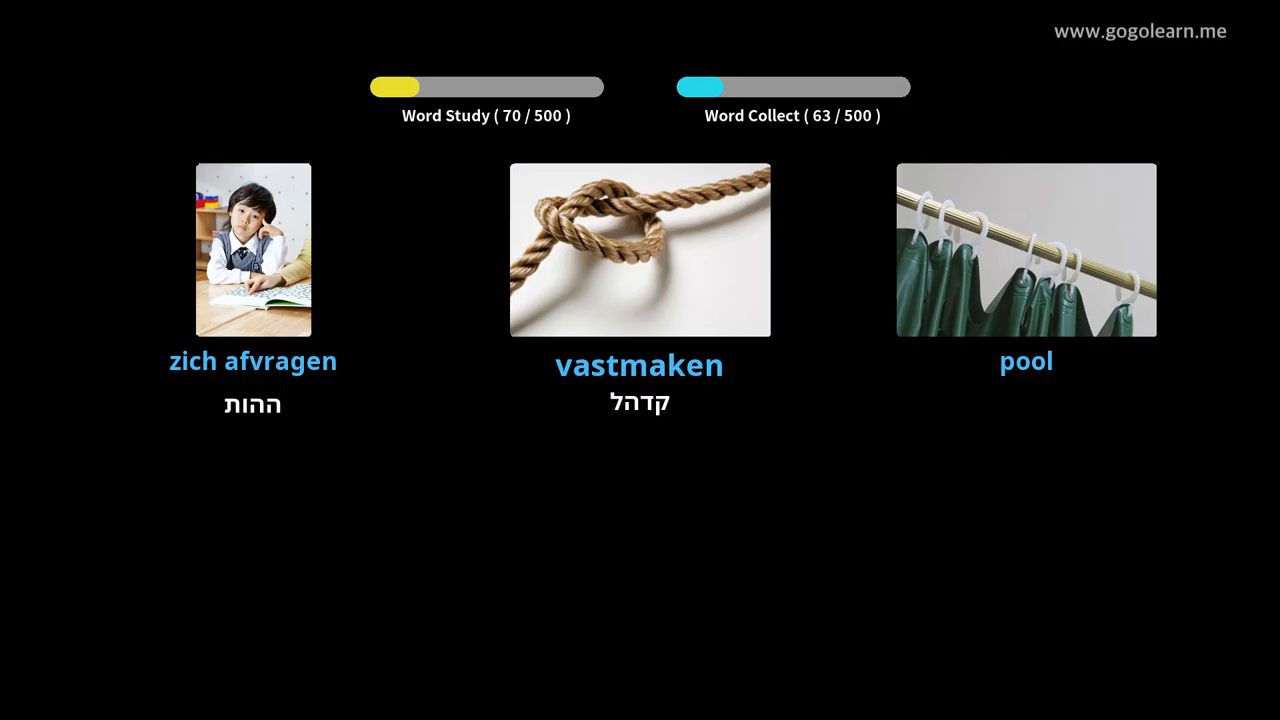 www.gogolearn.me
Word Study ( 70 / 500 )
Word Collect ( 63 / 500 )
zich afvragen
ההות
vastmaken
קדהל
pool